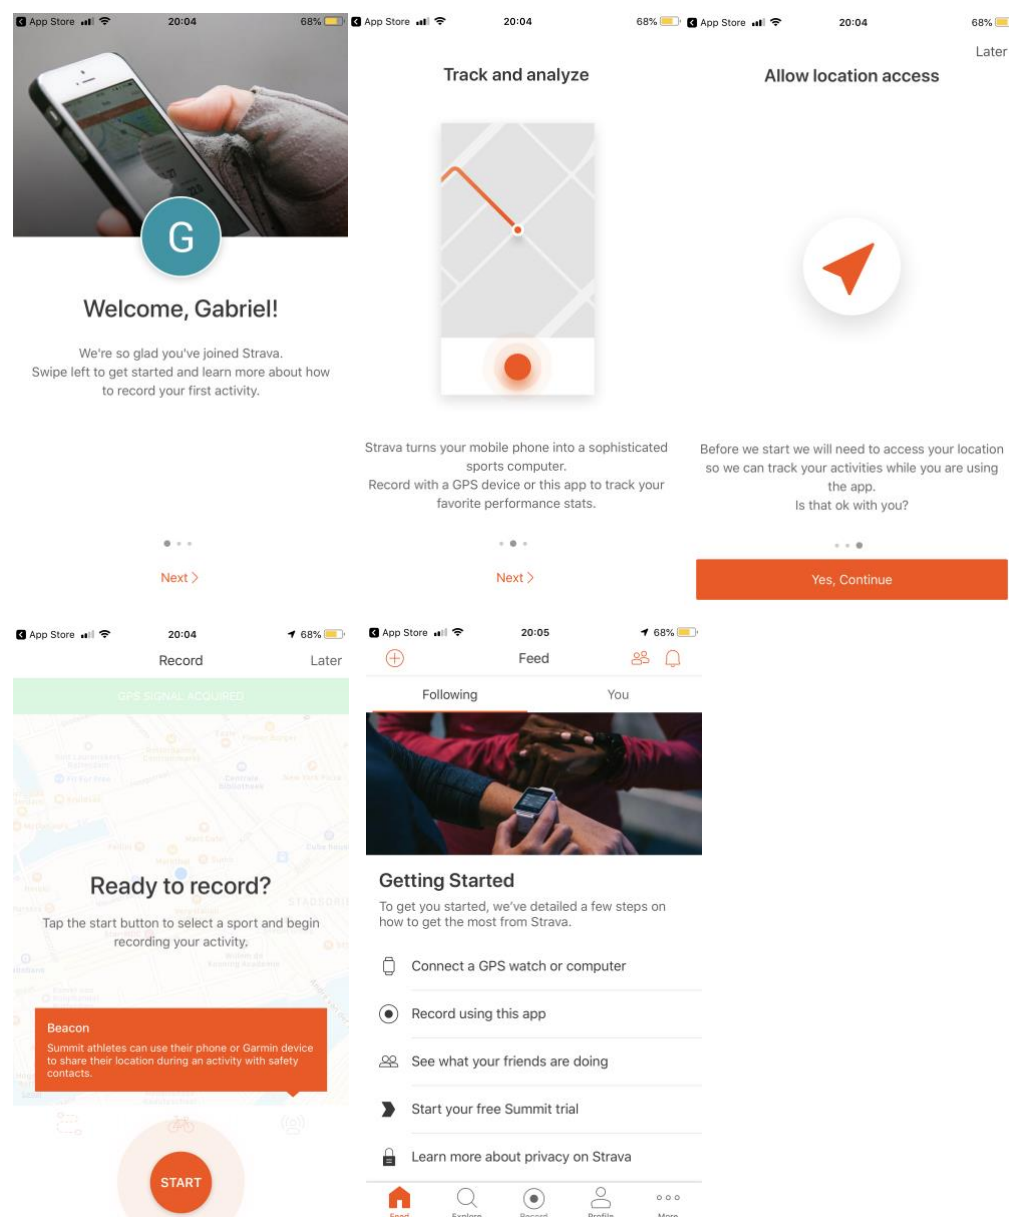 App Store
20:04
68%
Welcome, Gabriel!
G
We're so glad you've joined Strava.
Swipe left to get started and learn more about how
to record your first activity.
Next >
App Store
20:04
68%
Track and analyze
Strava turns your mobile phone into a sophisticated
sports computer.
Record with a GPS device or this app to track your
favorite performance stats.
Next >
App Store
20:04
68%
Later
Allow location access
Before we start we will need to access your location
so we can track your activities while you are using
the app.
Is that ok with you?
Yes, Continue
App Store
20:04
68%
Record
Later
GPS SIGNAL ACQUIRED
Ready to record?
Tap the start button to select a sport and begin
recording your activity.
Beacon
Summit athletes can use their phone or Garmin device
to share their location during an activity with safety
contacts.
START
App Store
20:05
68%
Feed
Following
You
Getting Started
To get you started, we've detailed a few steps on
how to get the most from Strava.
Connect a GPS watch or computer
Record using this app
See what your friends are doing
Start your free Summit trial
Learn more about privacy on Strava
Feed
Explore
Record
Profile
More